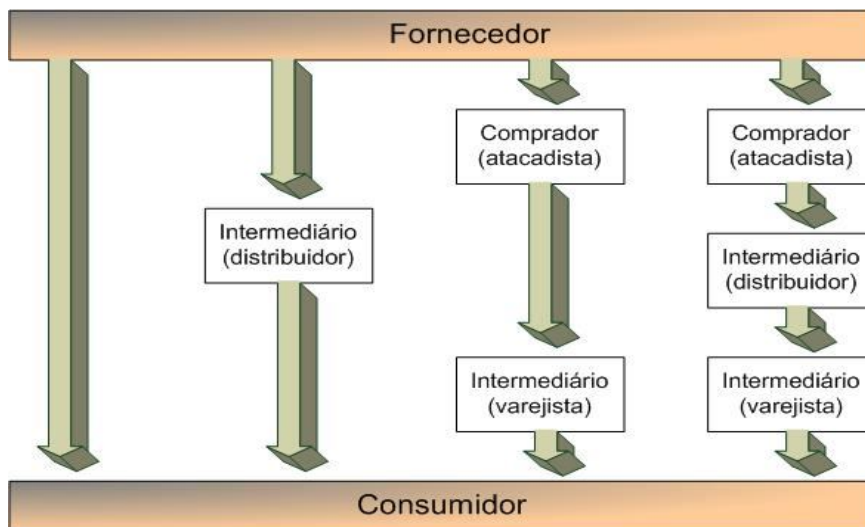 Fornecedor
Comprador
(atacadista)
Comprador
(atacadista)
Intermediário
(distribuidor)
Intermediário
(distribuidor)
Intermediário
(varejista)
Intermediário
(varejista)
Consumidor